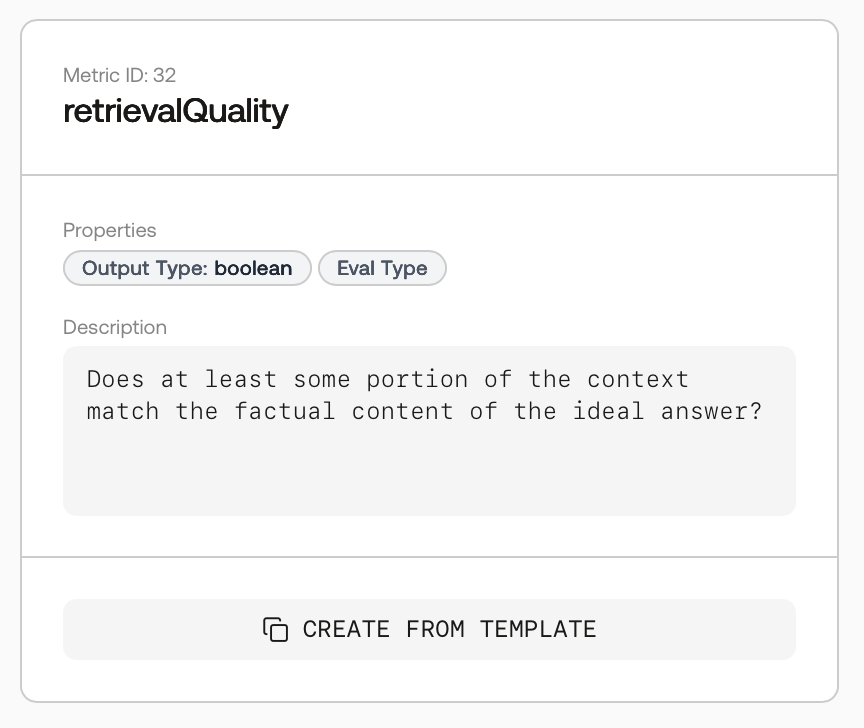 Metric ID: 32
retrievalQuality
Properties
Output Type: boolean Eval Type
Description
Does at least some portion of the context
match the factual content of the ideal answer?
CREATE FROM TEMPLATE